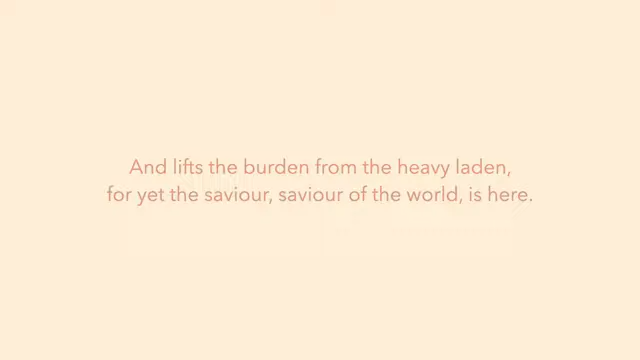 And lifts the burden from the heavy laden,
for yet the saviour, saviour of the world, is here.